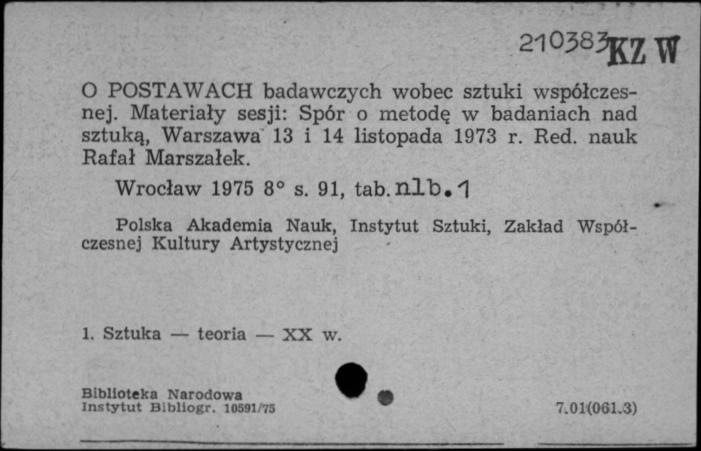 210383 KZ W
O POSTAWACH badawczych wobec sztuki współczes-
nej. Materiały sesji: Spór o metodę w badaniach nad
sztuką, Warszawa 13 i 14 listopada 1973 r. Red. nauk
Rafał Marszałek.
Wrocław 1975 8° s. 91, tab. nlb. 1
Polska Akademia Nauk, Instytut Sztuki, Zakład Współ-
czesnej Kultury Artystycznej
1. Sztuka — teoria — XX w.
Biblioteka Narodowa
Instytut Bibliogr. 10591/75
7.01(061.3)